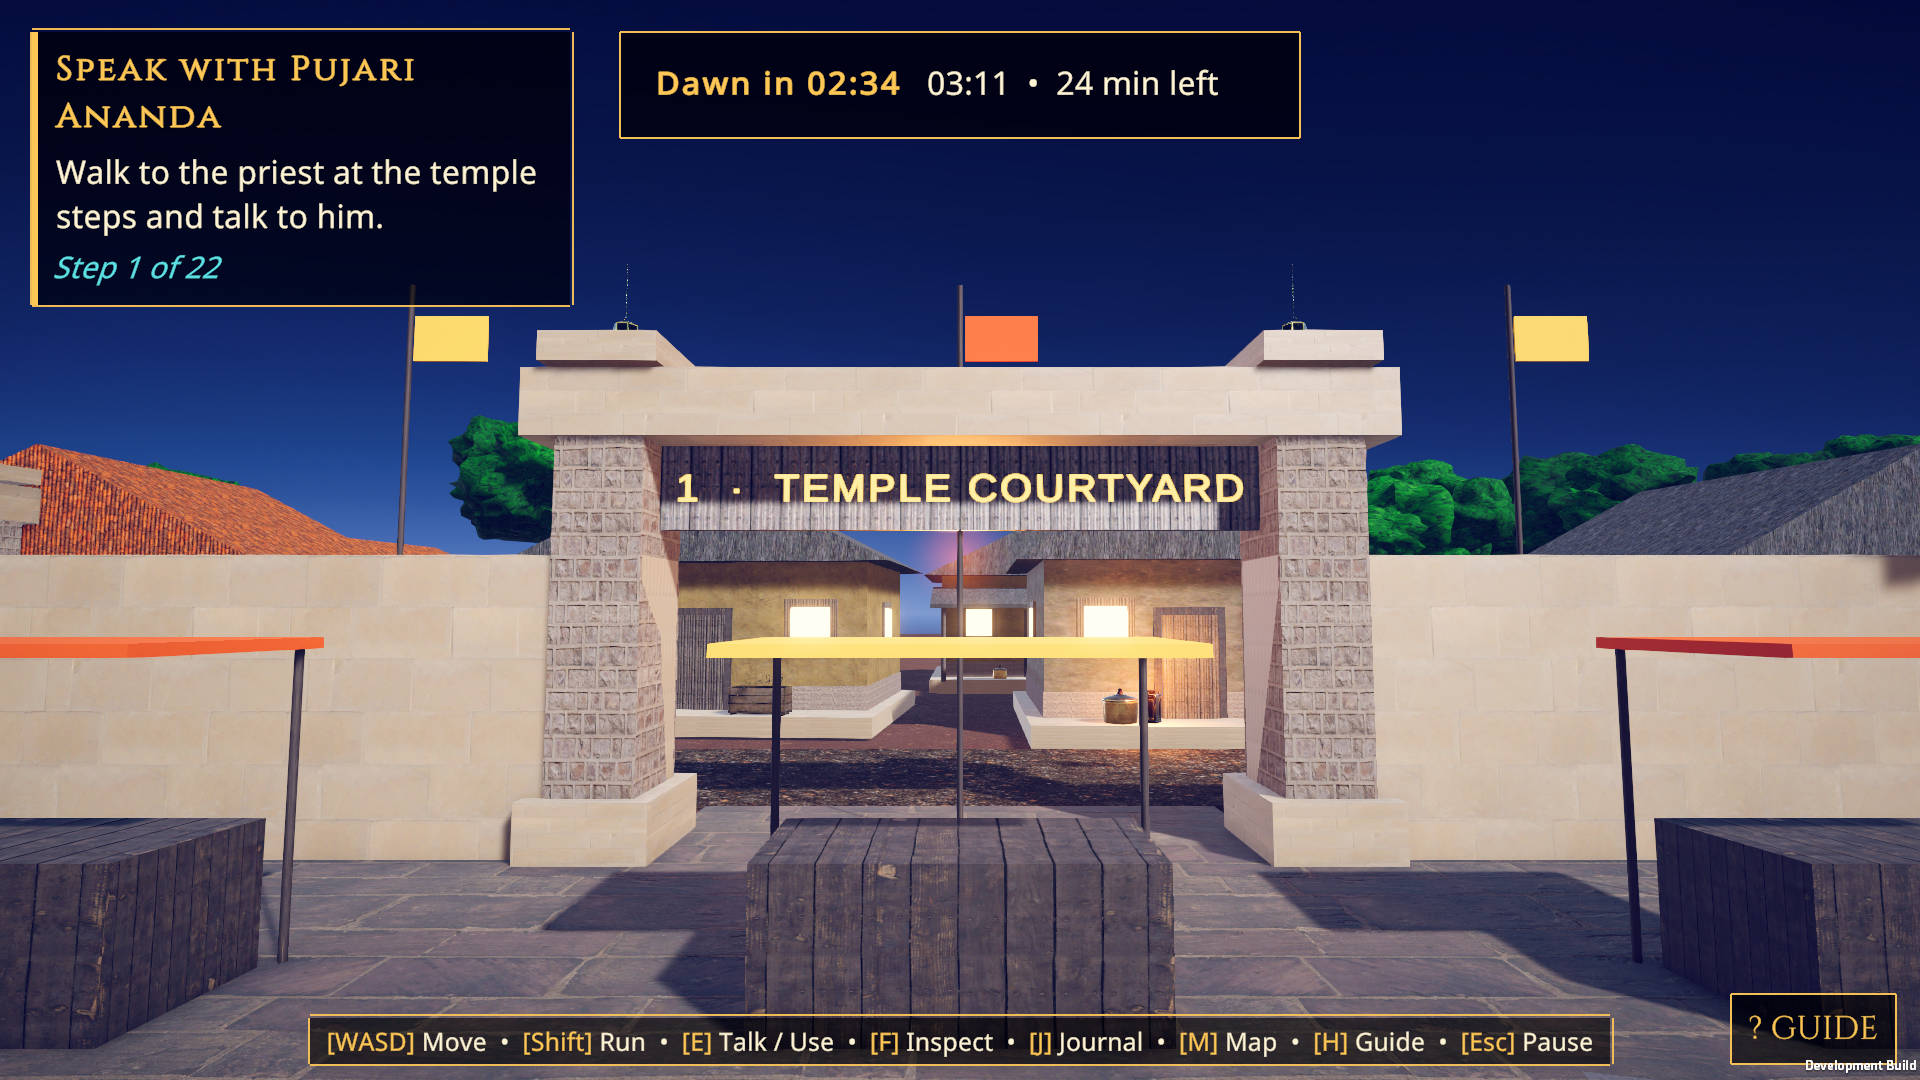 SPEAK WITH PUJARI
ANANDA
Walk to the priest at the temple
steps and talk to him.
Step 1 of 22
Dawn in 02:34 03:11 • 24 min left
1 · TEMPLE COURTYARD
[WASD] Move • [Shift] Run • [E] Talk / Use • [F] Inspect • [J] Journal • [M] Map • [H] Guide • [Esc] Pause
? GUIDE
Development Build